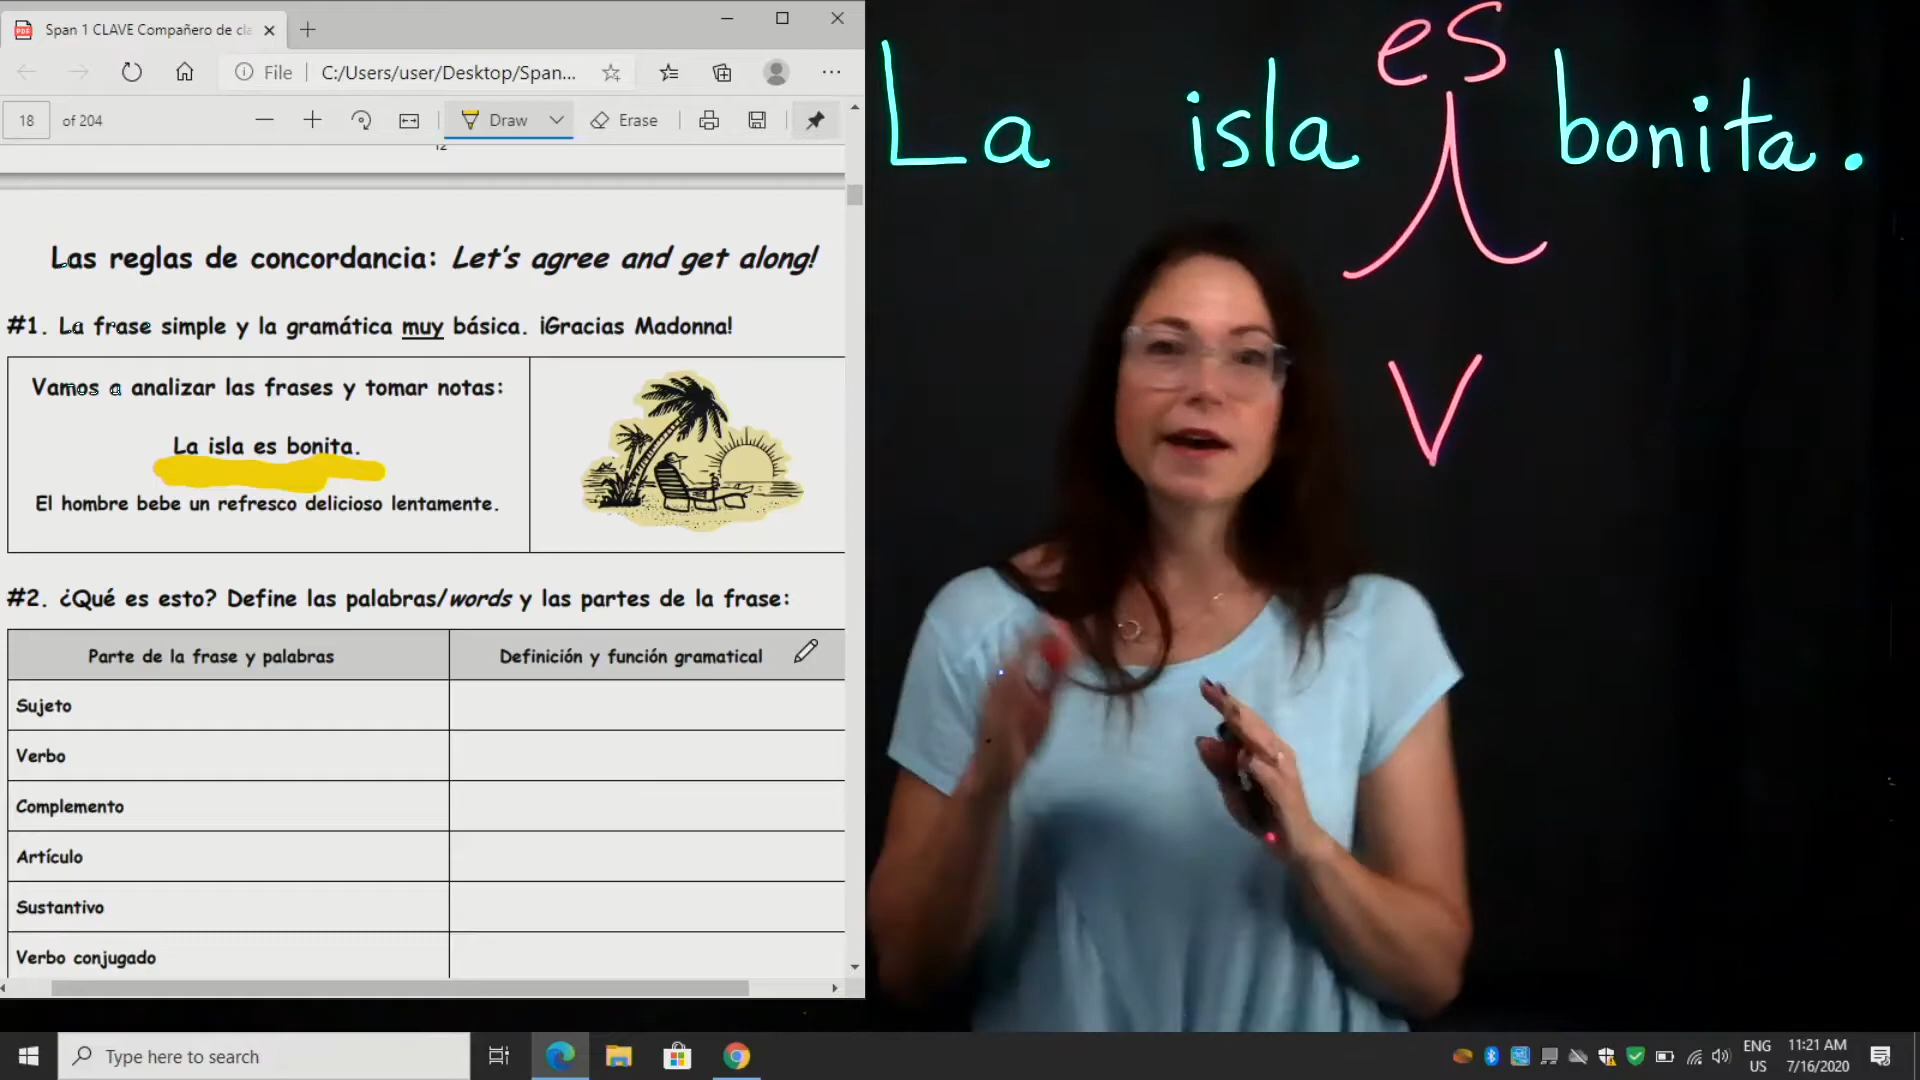 Span 1 CLAVE Compañero de cla
File C:/Users/user/Desktop/Span...
18 of 204 Draw Erase
12
Las reglas de concordancia: Let's agree and get along!
#1. La frase simple y la gramática muy básica. ¡Gracias Madonna!
Vamos a analizar las frases y tomar notas:
La isla es bonita.
El hombre bebe un refresco delicioso lentamente.
#2. ¿Qué es esto? Define las palabras/words y las partes de la frase:
Parte de la frase y palabras Definición y función gramatical
Sujeto
Verbo
Complemento
Artículo
Sustantivo
Verbo conjugado
es
La isla bonita.
V
Type here to search
ENG 11:21 AM
US 7/16/2020